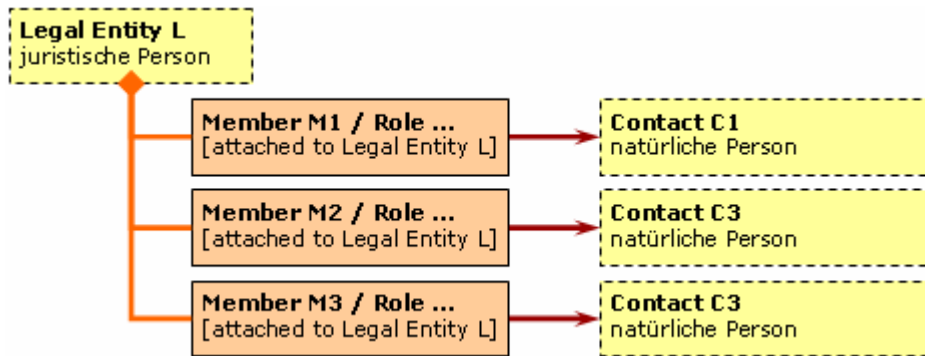 Legal Entity L
juristische Person
Member M1 / Role ...
[attached to Legal Entity L]
Contact C1
natürliche Person
Member M2 / Role ...
[attached to Legal Entity L]
Contact C3
natürliche Person
Member M3 / Role ...
[attached to Legal Entity L]
Contact C3
natürliche Person